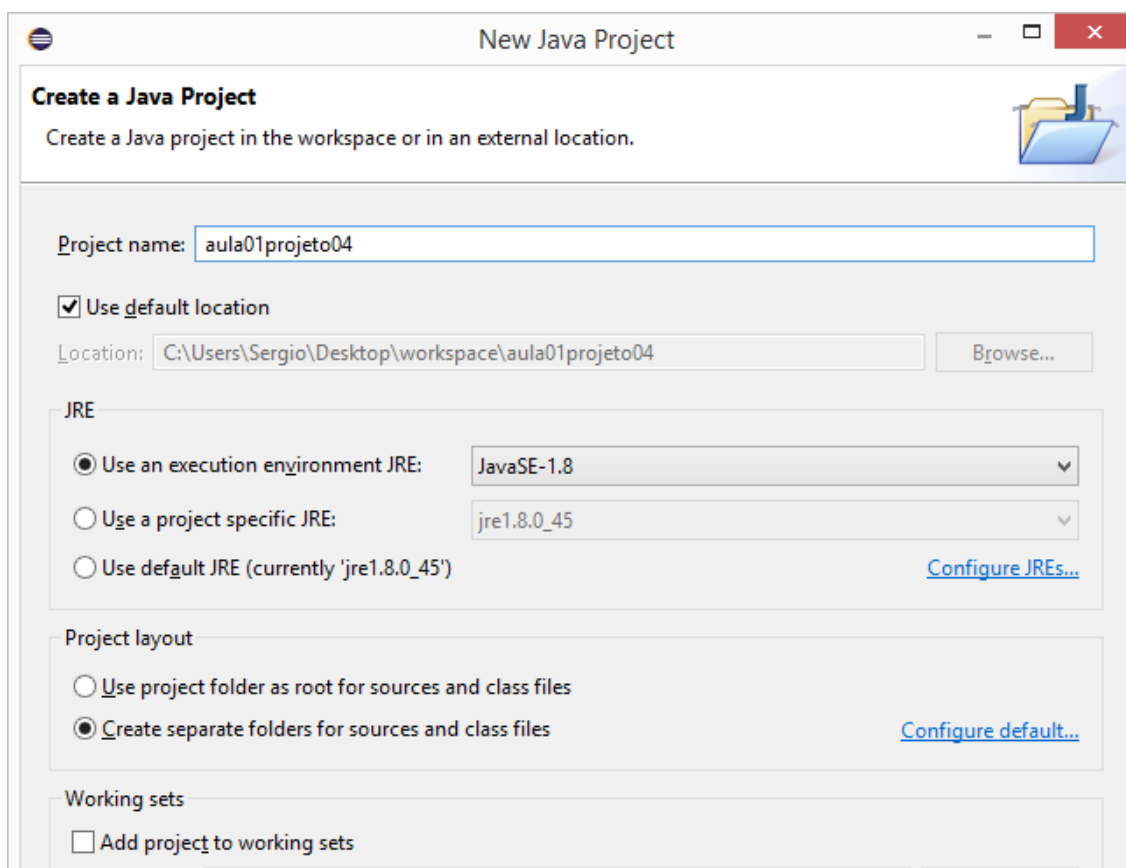 New Java Project
Create a Java Project
Create a Java project in the workspace or in an external location.
Project name: aula01projeto04
Use default location
Location: C:\Users\Sergio\Desktop\workspace\aula01projeto04 Browse...
JRE
Use an execution environment JRE: JavaSE-1.8
Use a project specific JRE: jre1.8.0_45
Use default JRE (currently 'jre1.8.0_45') Configure JREs...
Project layout
Use project folder as root for sources and class files
Create separate folders for sources and class files Configure default...
Working sets
Add project to working sets